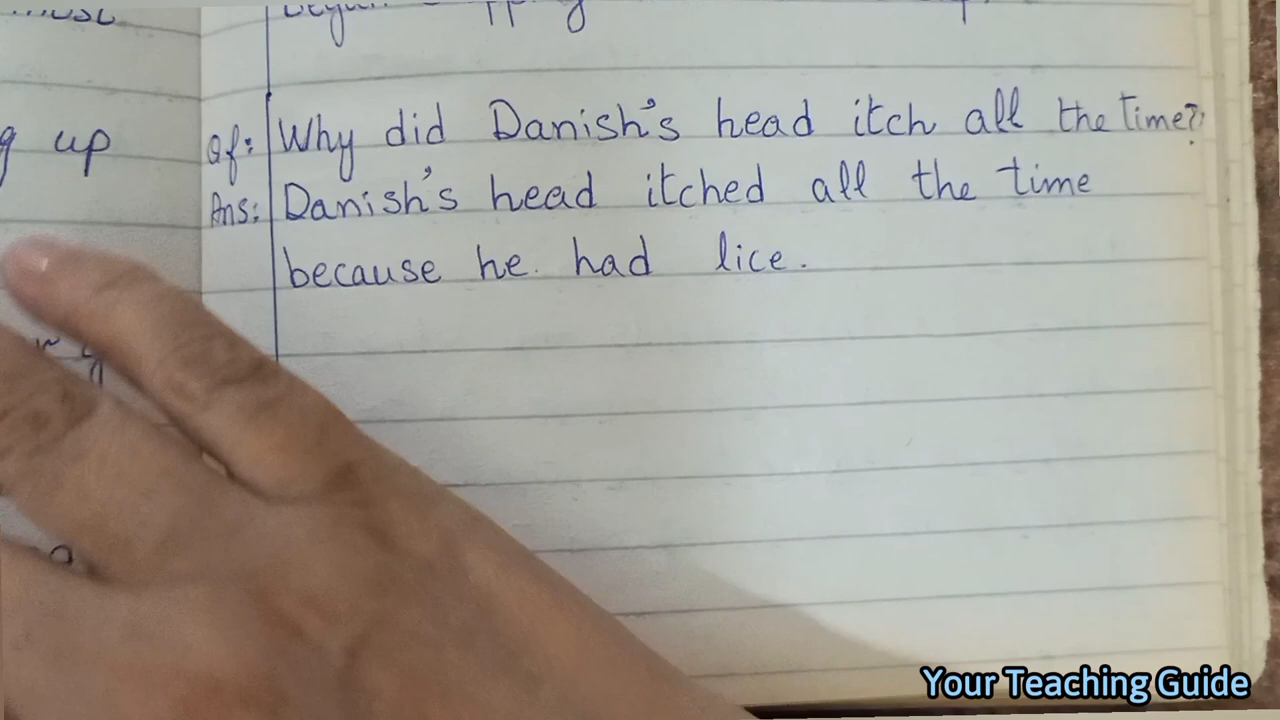 up
Qf: Why did Danish's head itch all the time?
Ans: Danish's head itched all the time
because he. had lice.
Your Teaching Guide